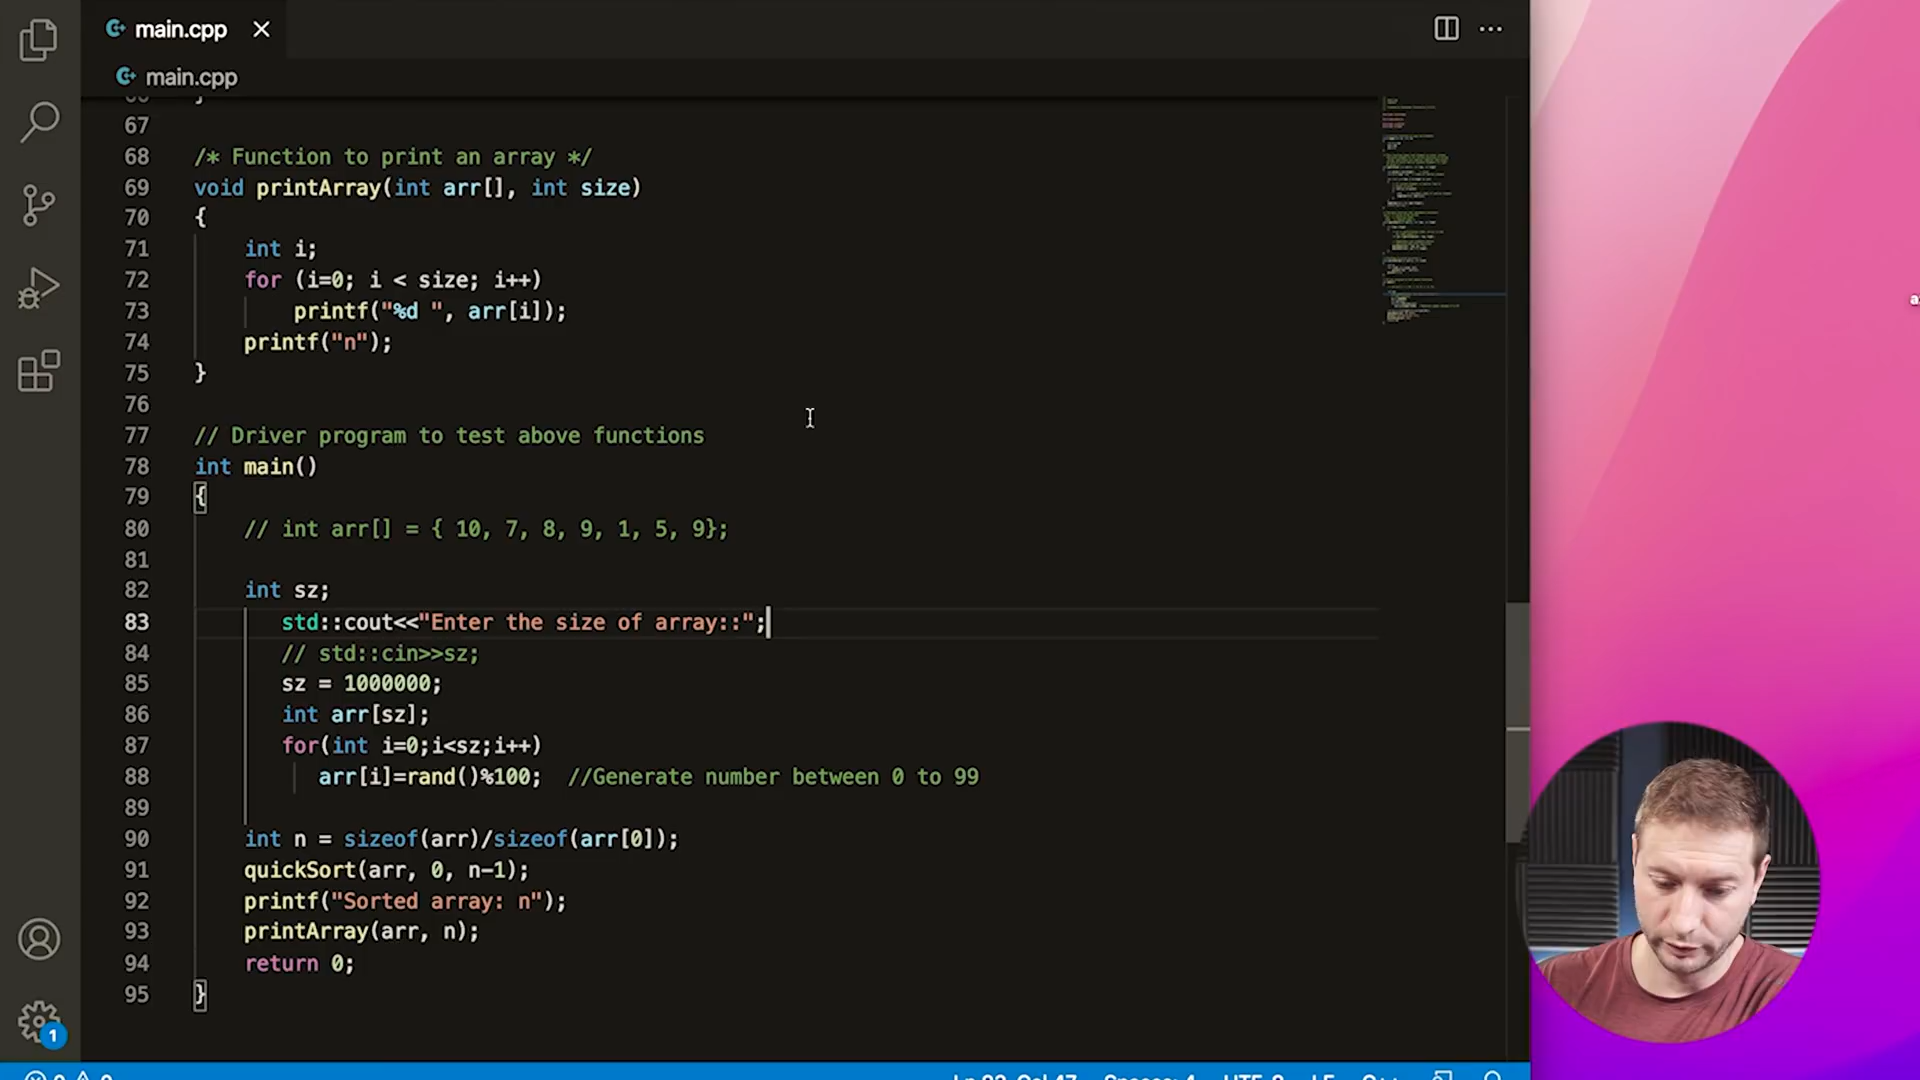 main.cpp
main.cpp
67
68 /* Function to print an array */
69 void printArray(int arr[], int size)
70 {
71 int i;
72 for (i=0; i < size; i++)
73 printf("%d ", arr[i]);
74 printf("n");
75 }
76
77 // Driver program to test above functions
78 int main()
79 {
80 // int arr[] = { 10, 7, 8, 9, 1, 5, 9};
81
82 int sz;
83 std::cout<<"Enter the size of array::";
84 // std::cin>>sz;
85 sz = 1000000;
86 int arr[sz];
87 for(int i=0;i<sz;i++)
88 arr[i]=rand()%100; //Generate number between 0 to 99
89
90 int n = sizeof(arr)/sizeof(arr[0]);
91 quickSort(arr, 0, n-1);
92 printf("Sorted array: n");
93 printArray(arr, n);
94 return 0;
95 }
1